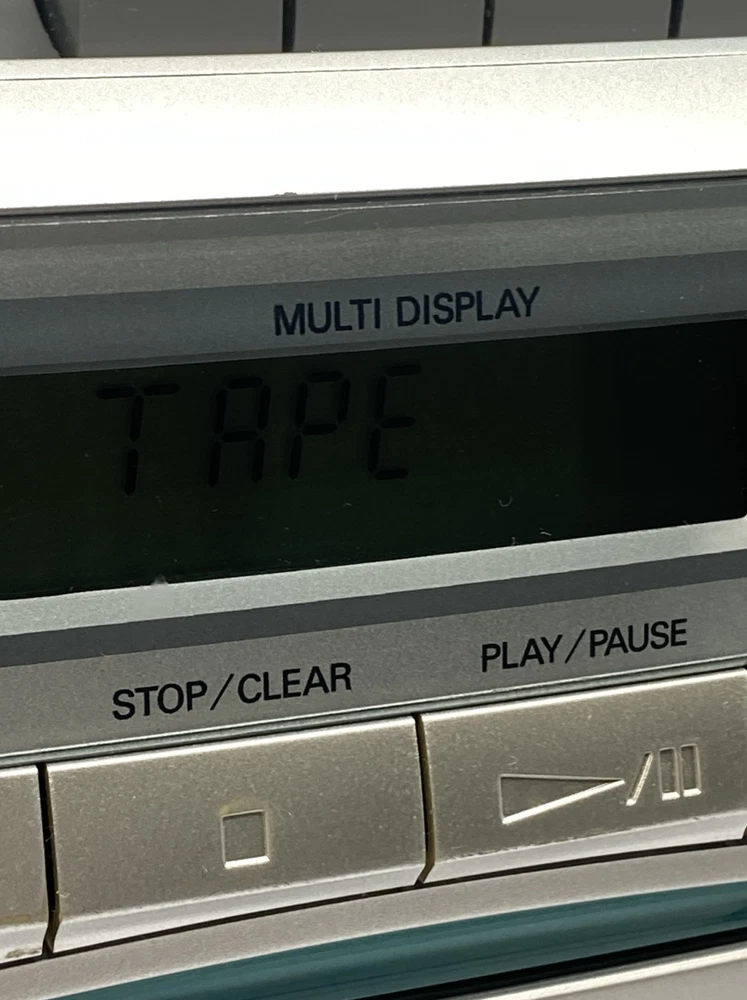 MULTI DISPLAY
TAPE
STOP/CLEAR
PLAY/PAUSE